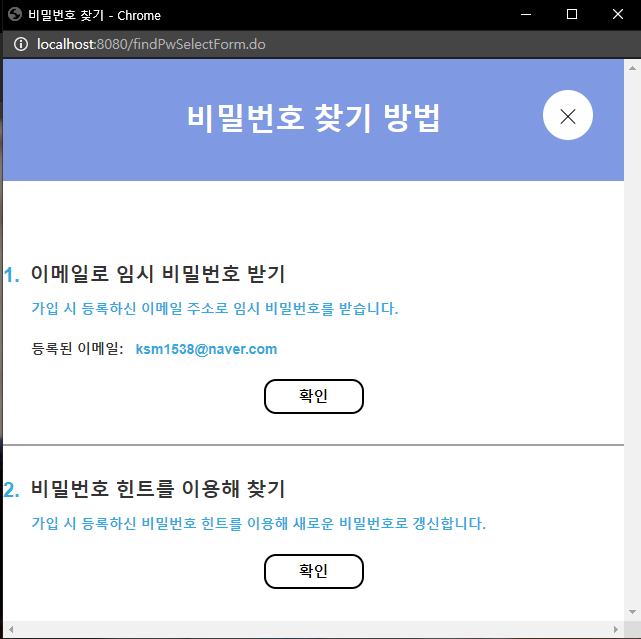 비밀번호 찾기 - Chrome
localhost:8080/findPwSelectForm.do
비밀번호 찾기 방법
1. 이메일로 임시 비밀번호 받기
가입 시 등록하신 이메일 주소로 임시 비밀번호를 받습니다.
등록된 이메일: ksm1538@naver.com
확인
2. 비밀번호 힌트를 이용해 찾기
가입 시 등록하신 비밀번호 힌트를 이용해 새로운 비밀번호로 갱신합니다.
확인